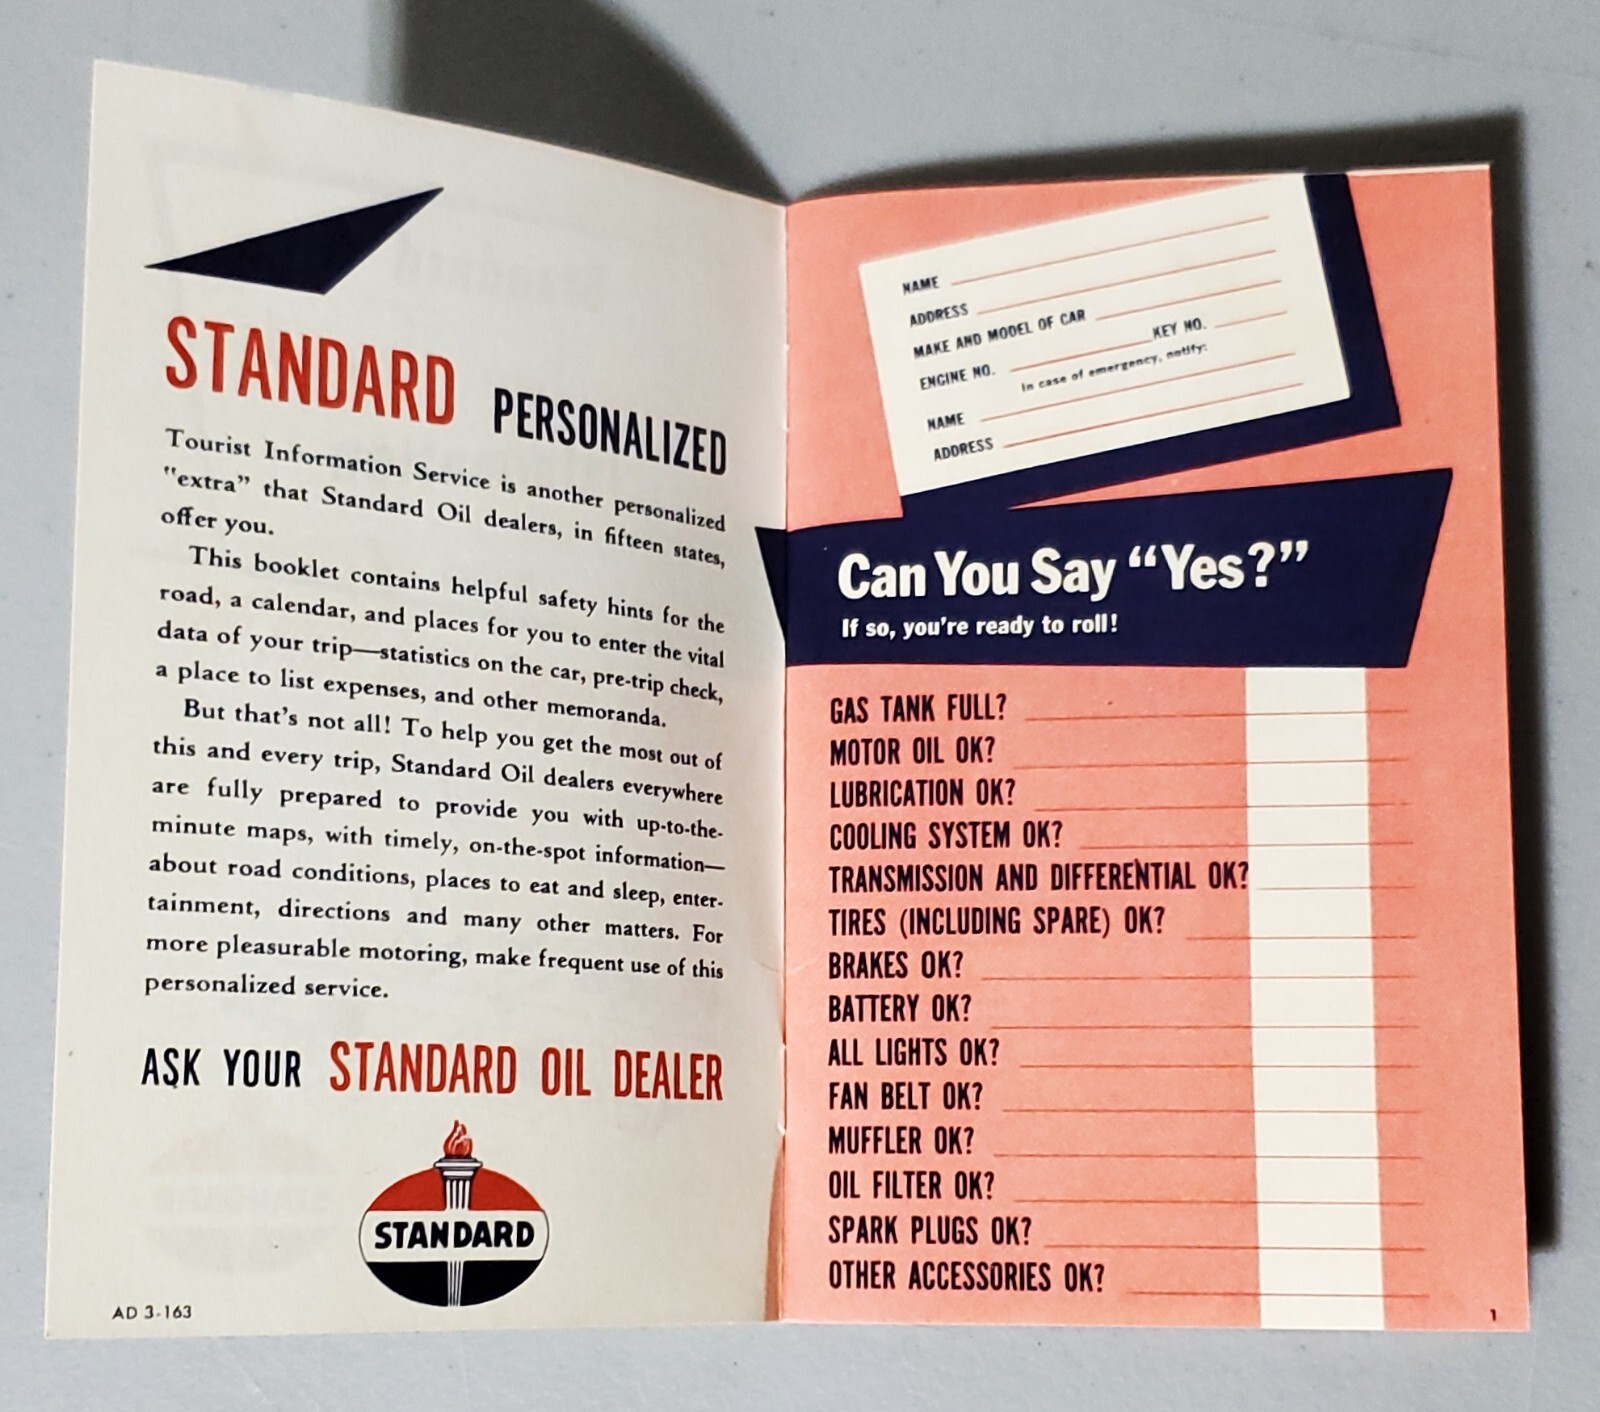 STANDARD PERSONALIZED
Tourist Information Service is another personalized
"extra" that Standard Oil dealers, in fifteen states,
offer you.
This booklet contains helpful safety hints for the
road, a calendar, and places for you to enter the vital
data of your trip—statistics on the car, pre-trip check,
a place to list expenses, and other memoranda.
But that's not all! To help you get the most out of
this and every trip, Standard Oil dealers everywhere
are fully prepared to provide you with up-to-the-
minute maps, with timely, on-the-spot information—
about road conditions, places to eat and sleep, enter-
tainment, directions and many other matters. For
more pleasurable motoring, make frequent use of this
personalized service.
ASK YOUR STANDARD OIL DEALER
STANDARD
AD 3-163
NAME
ADDRESS
MAKE AND MODEL OF CAR
ENGINE NO. KEY NO.
In case of emergency, notify:
NAME
ADDRESS
Can You Say "Yes?"
If so, you're ready to roll!
GAS TANK FULL?
MOTOR OIL OK?
LUBRICATION OK?
COOLING SYSTEM OK?
TRANSMISSION AND DIFFERENTIAL OK?
TIRES (INCLUDING SPARE) OK?
BRAKES OK?
BATTERY OK?
ALL LIGHTS OK?
FAN BELT OK?
MUFFLER OK?
OIL FILTER OK?
SPARK PLUGS OK?
OTHER ACCESSORIES OK?
1